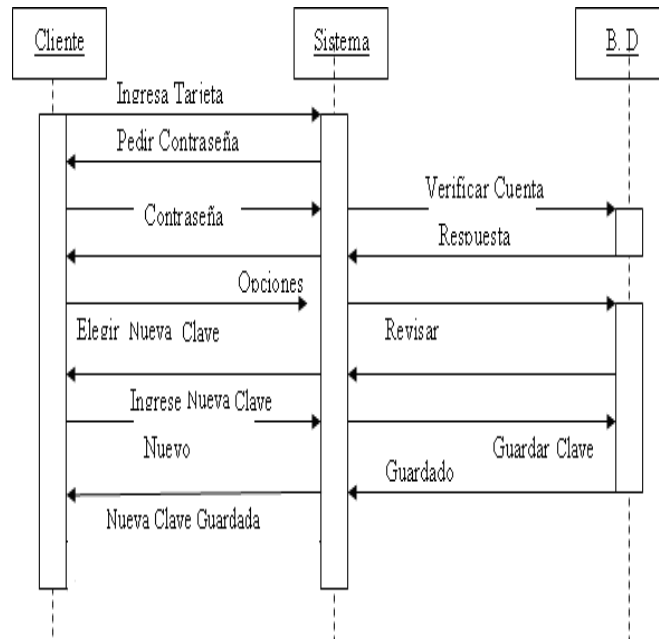 Cliente
Sistema
B. D
Ingresa Tarjeta
Pedir Contraseña
Contraseña
Verificar Cuenta
Respuesta
Opciones
Elegir Nueva Clave
Revisar
Ingrese Nueva Clave
Nuevo
Guardar Clave
Guardado
Nueva Clave Guardada